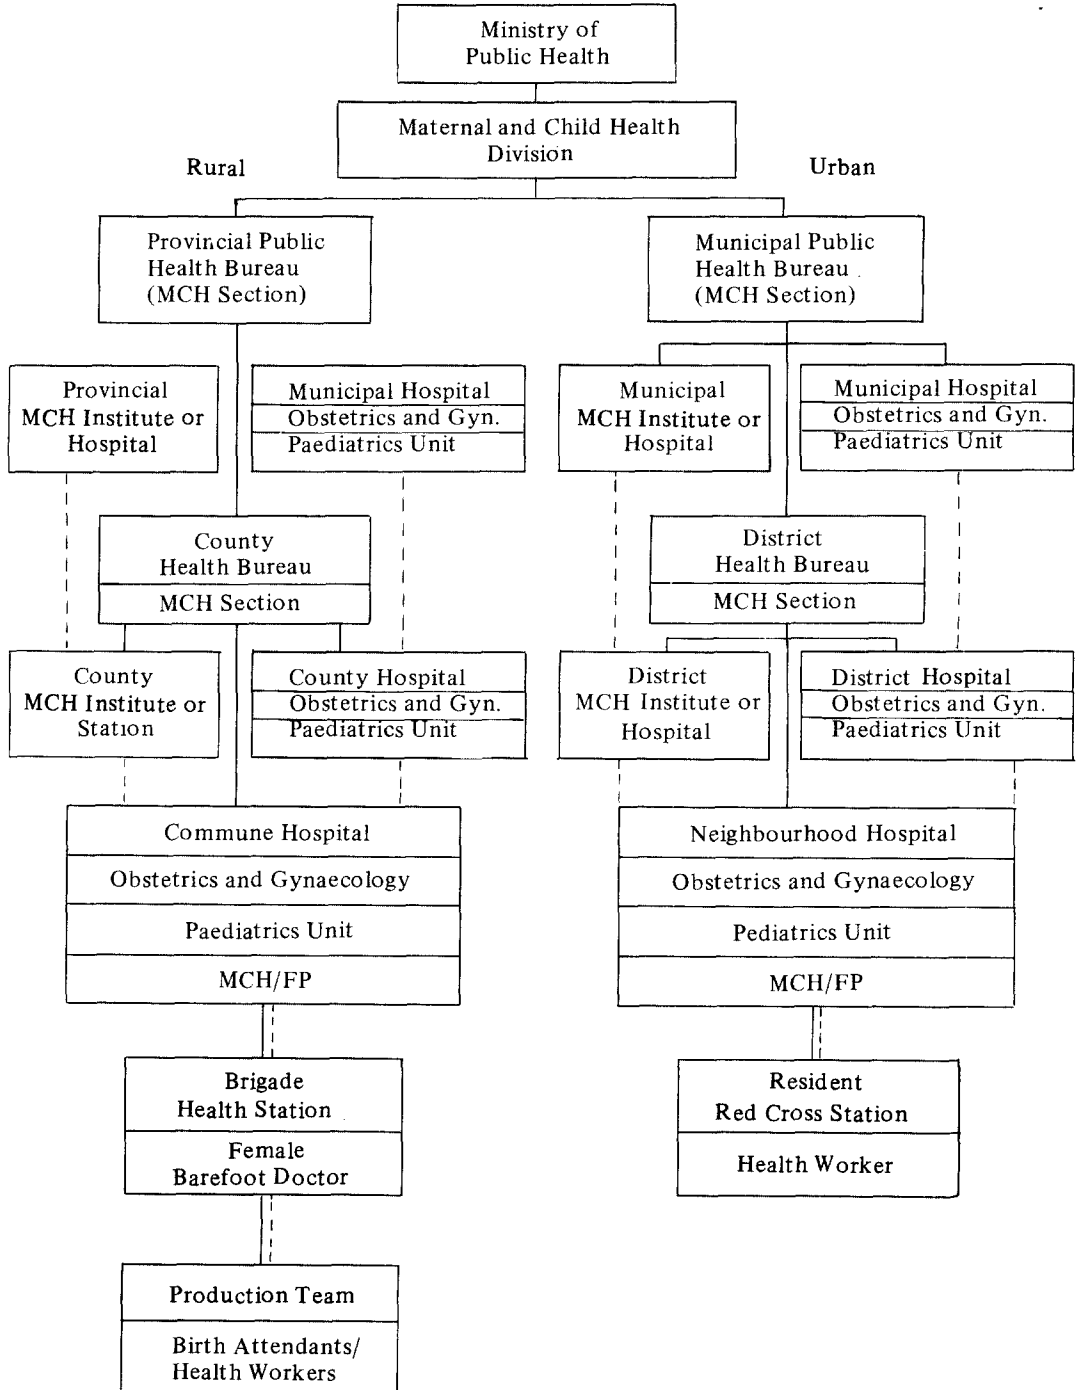 Ministry of
Public Health
Maternal and Child Health
Division
Rural
Urban
Provincial Public
Health Bureau
(MCH Section)
Municipal Public
Health Bureau
(MCH Section)
Provincial
MCH Institute or
Hospital
Municipal Hospital
Obstetrics and Gyn.
Paediatrics Unit
Municipal
MCH Institute or
Hospital
Municipal Hospital
Obstetrics and Gyn.
Paediatrics Unit
County
Health Bureau
MCH Section
District
Health Bureau
MCH Section
County
MCH Institute or
Station
County Hospital
Obstetrics and Gyn.
Paediatrics Unit
District
MCH Institute or
Hospital
District Hospital
Obstetrics and Gyn.
Paediatrics Unit
Commune Hospital
Obstetrics and Gynaecology
Paediatrics Unit
MCH/FP
Neighbourhood Hospital
Obstetrics and Gynaecology
Pediatrics Unit
MCH/FP
Brigade
Health Station
Female
Barefoot Doctor
Resident
Red Cross Station
Health Worker
Production Team
Birth Attendants/
Health Workers